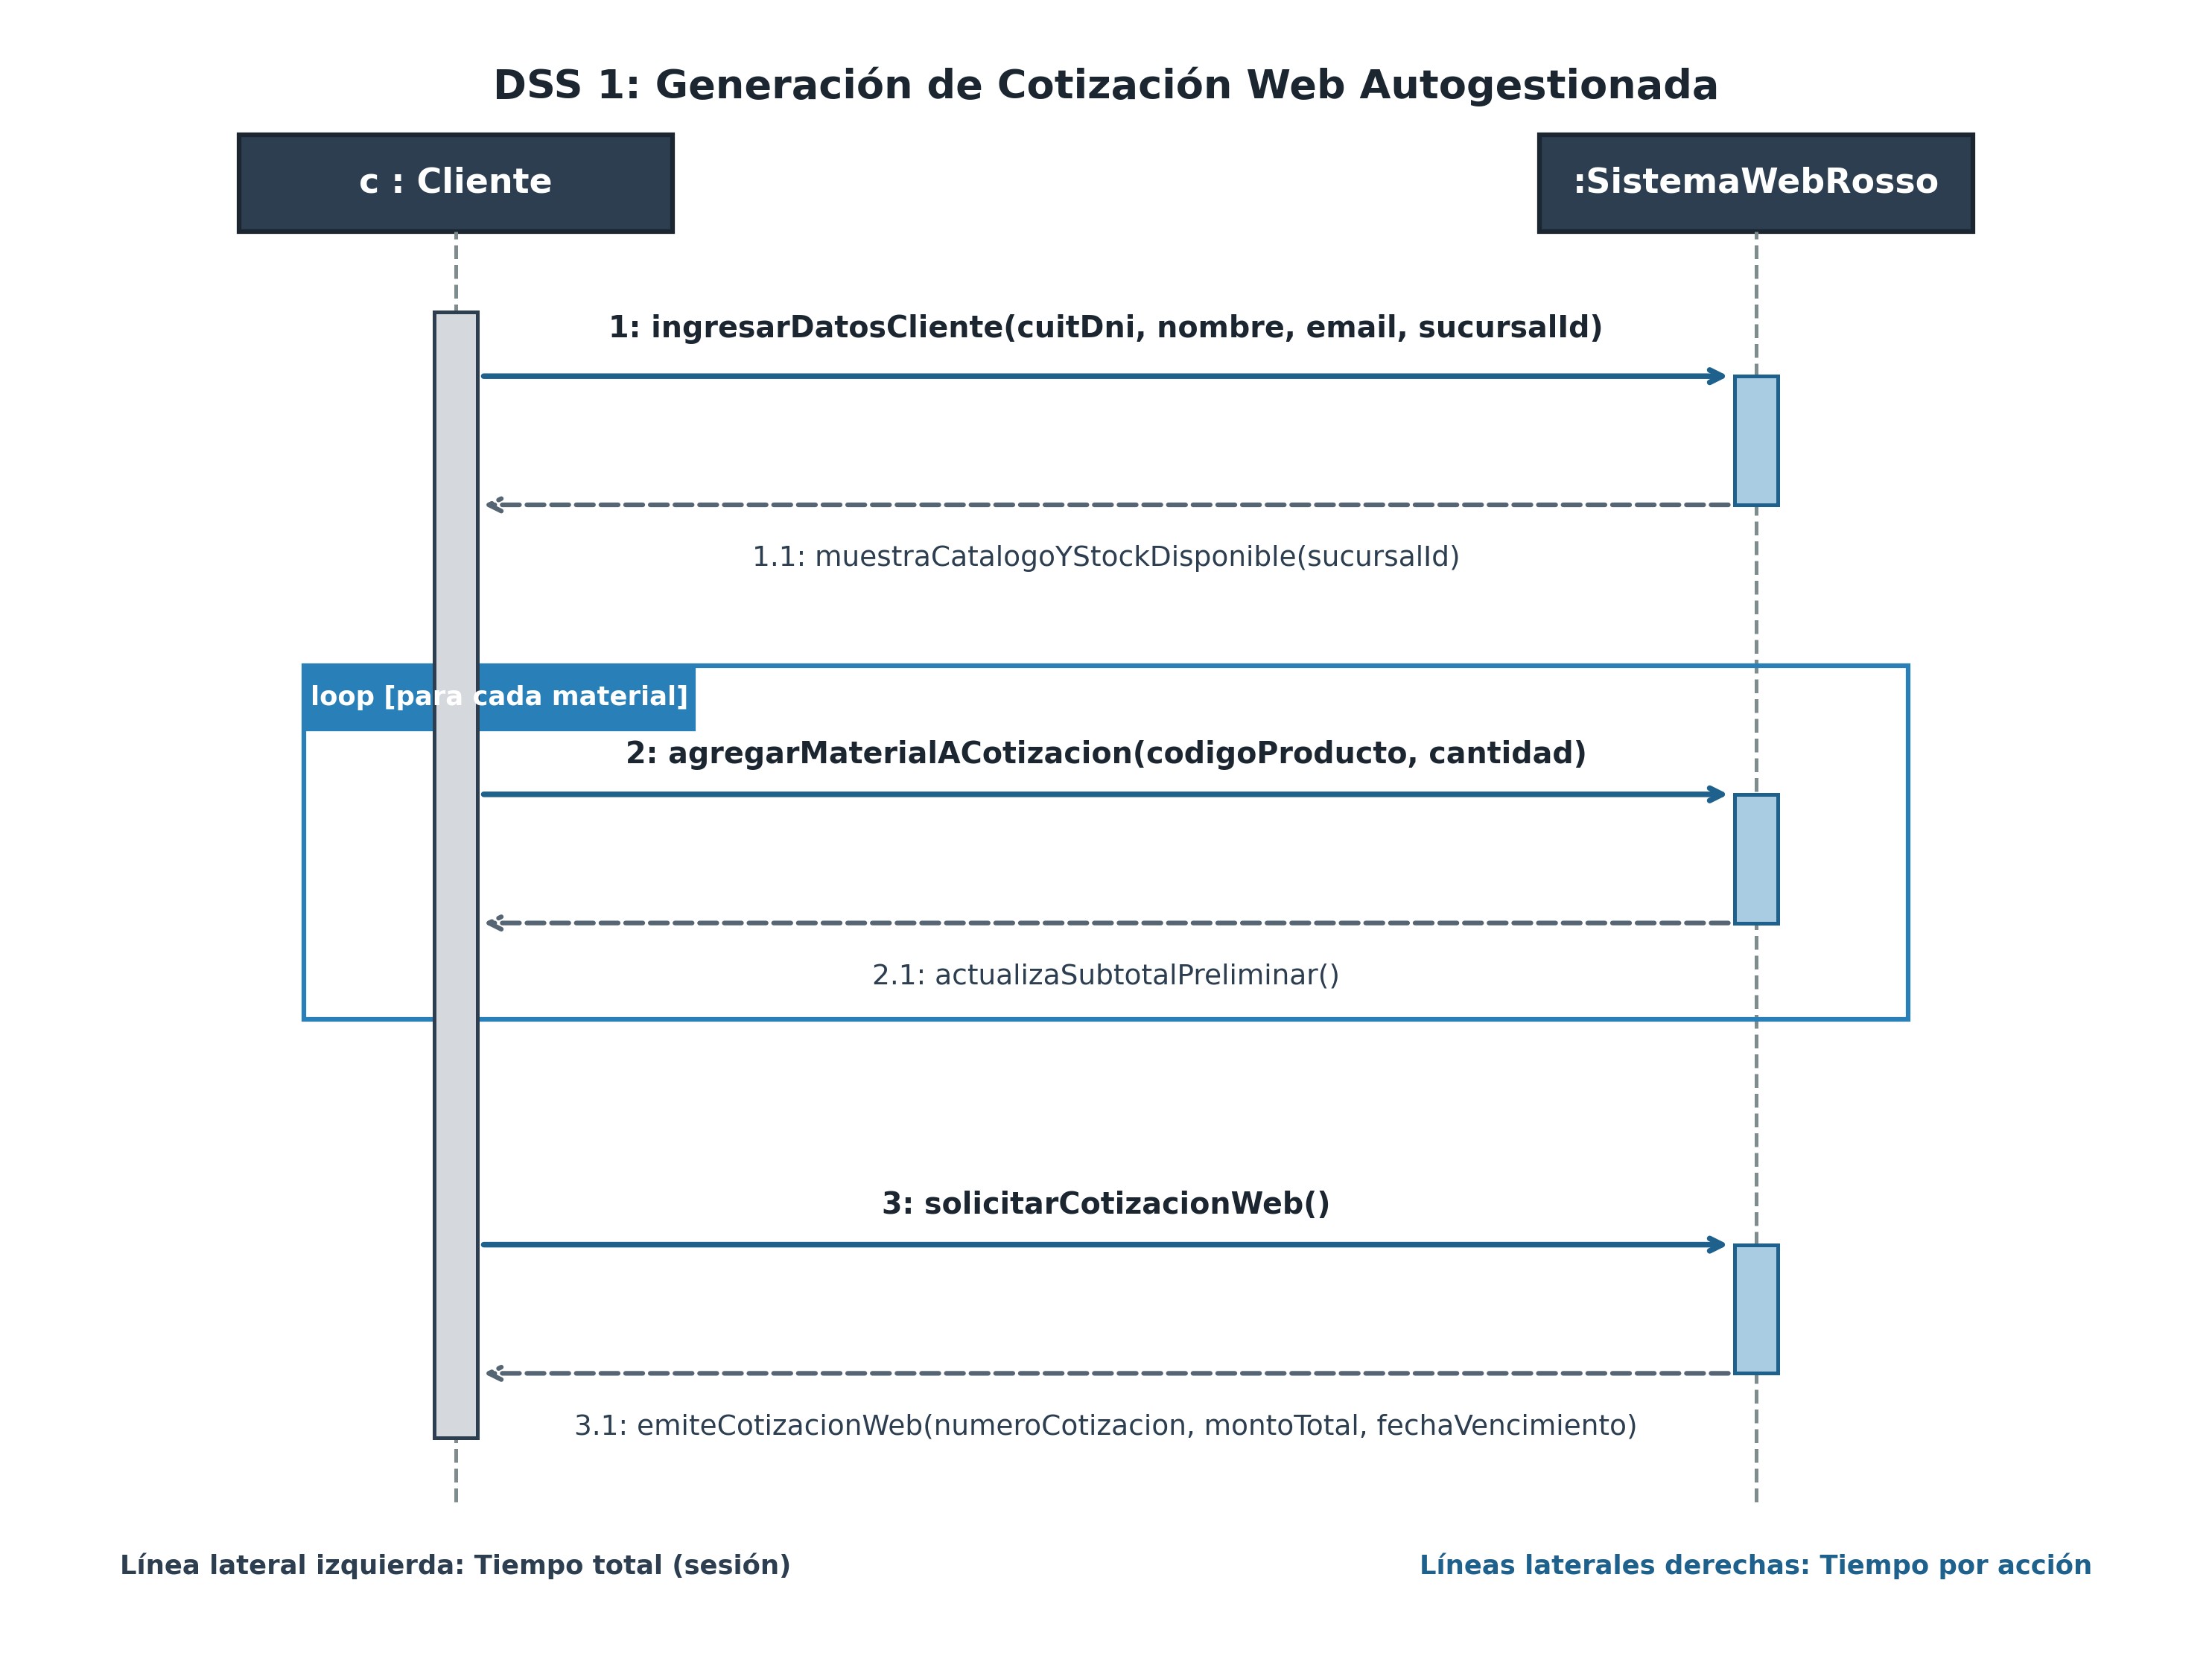 DSS 1: Generación de Cotización Web Autogestionada
c : Cliente
:SistemaWebRosso
1: ingresarDatosCliente(cuitDni, nombre, email, sucursalId)
1.1: muestraCatalogoYStockDisponible(sucursalId)
loop [para cada material]
2: agregarMaterialACotizacion(codigoProducto, cantidad)
2.1: actualizaSubtotalPreliminar()
3: solicitarCotizacionWeb()
3.1: emiteCotizacionWeb(numeroCotizacion, montoTotal, fechaVencimiento)
Línea lateral izquierda: Tiempo total (sesión)
Líneas laterales derechas: Tiempo por acción